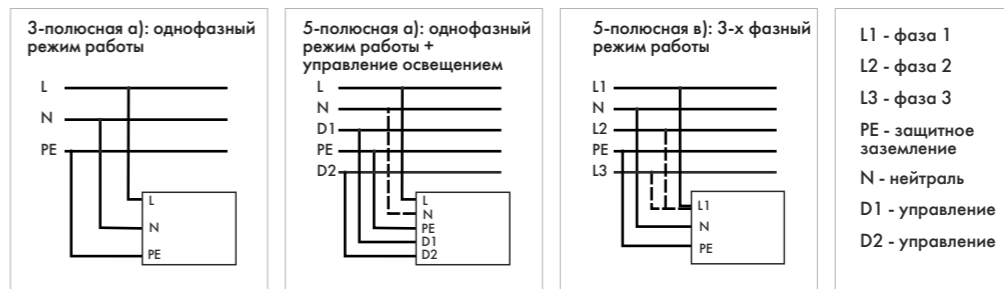 3-полюсная а): однофазный
режим работы
L
N
PE
L
N
PE
5-полюсная а): однофазный
режим работы +
управление освещением
L
N
D1
PE
D2
L
N
PE
D1
D2
5-полюсная в): 3-х фазный
режим работы
L1
N
L2
PE
L3
L1
N
PE
L1 - фаза 1
L2 - фаза 2
L3 - фаза 3
PE - защитное
заземление
N - нейтраль
D1 - управление
D2 - управление